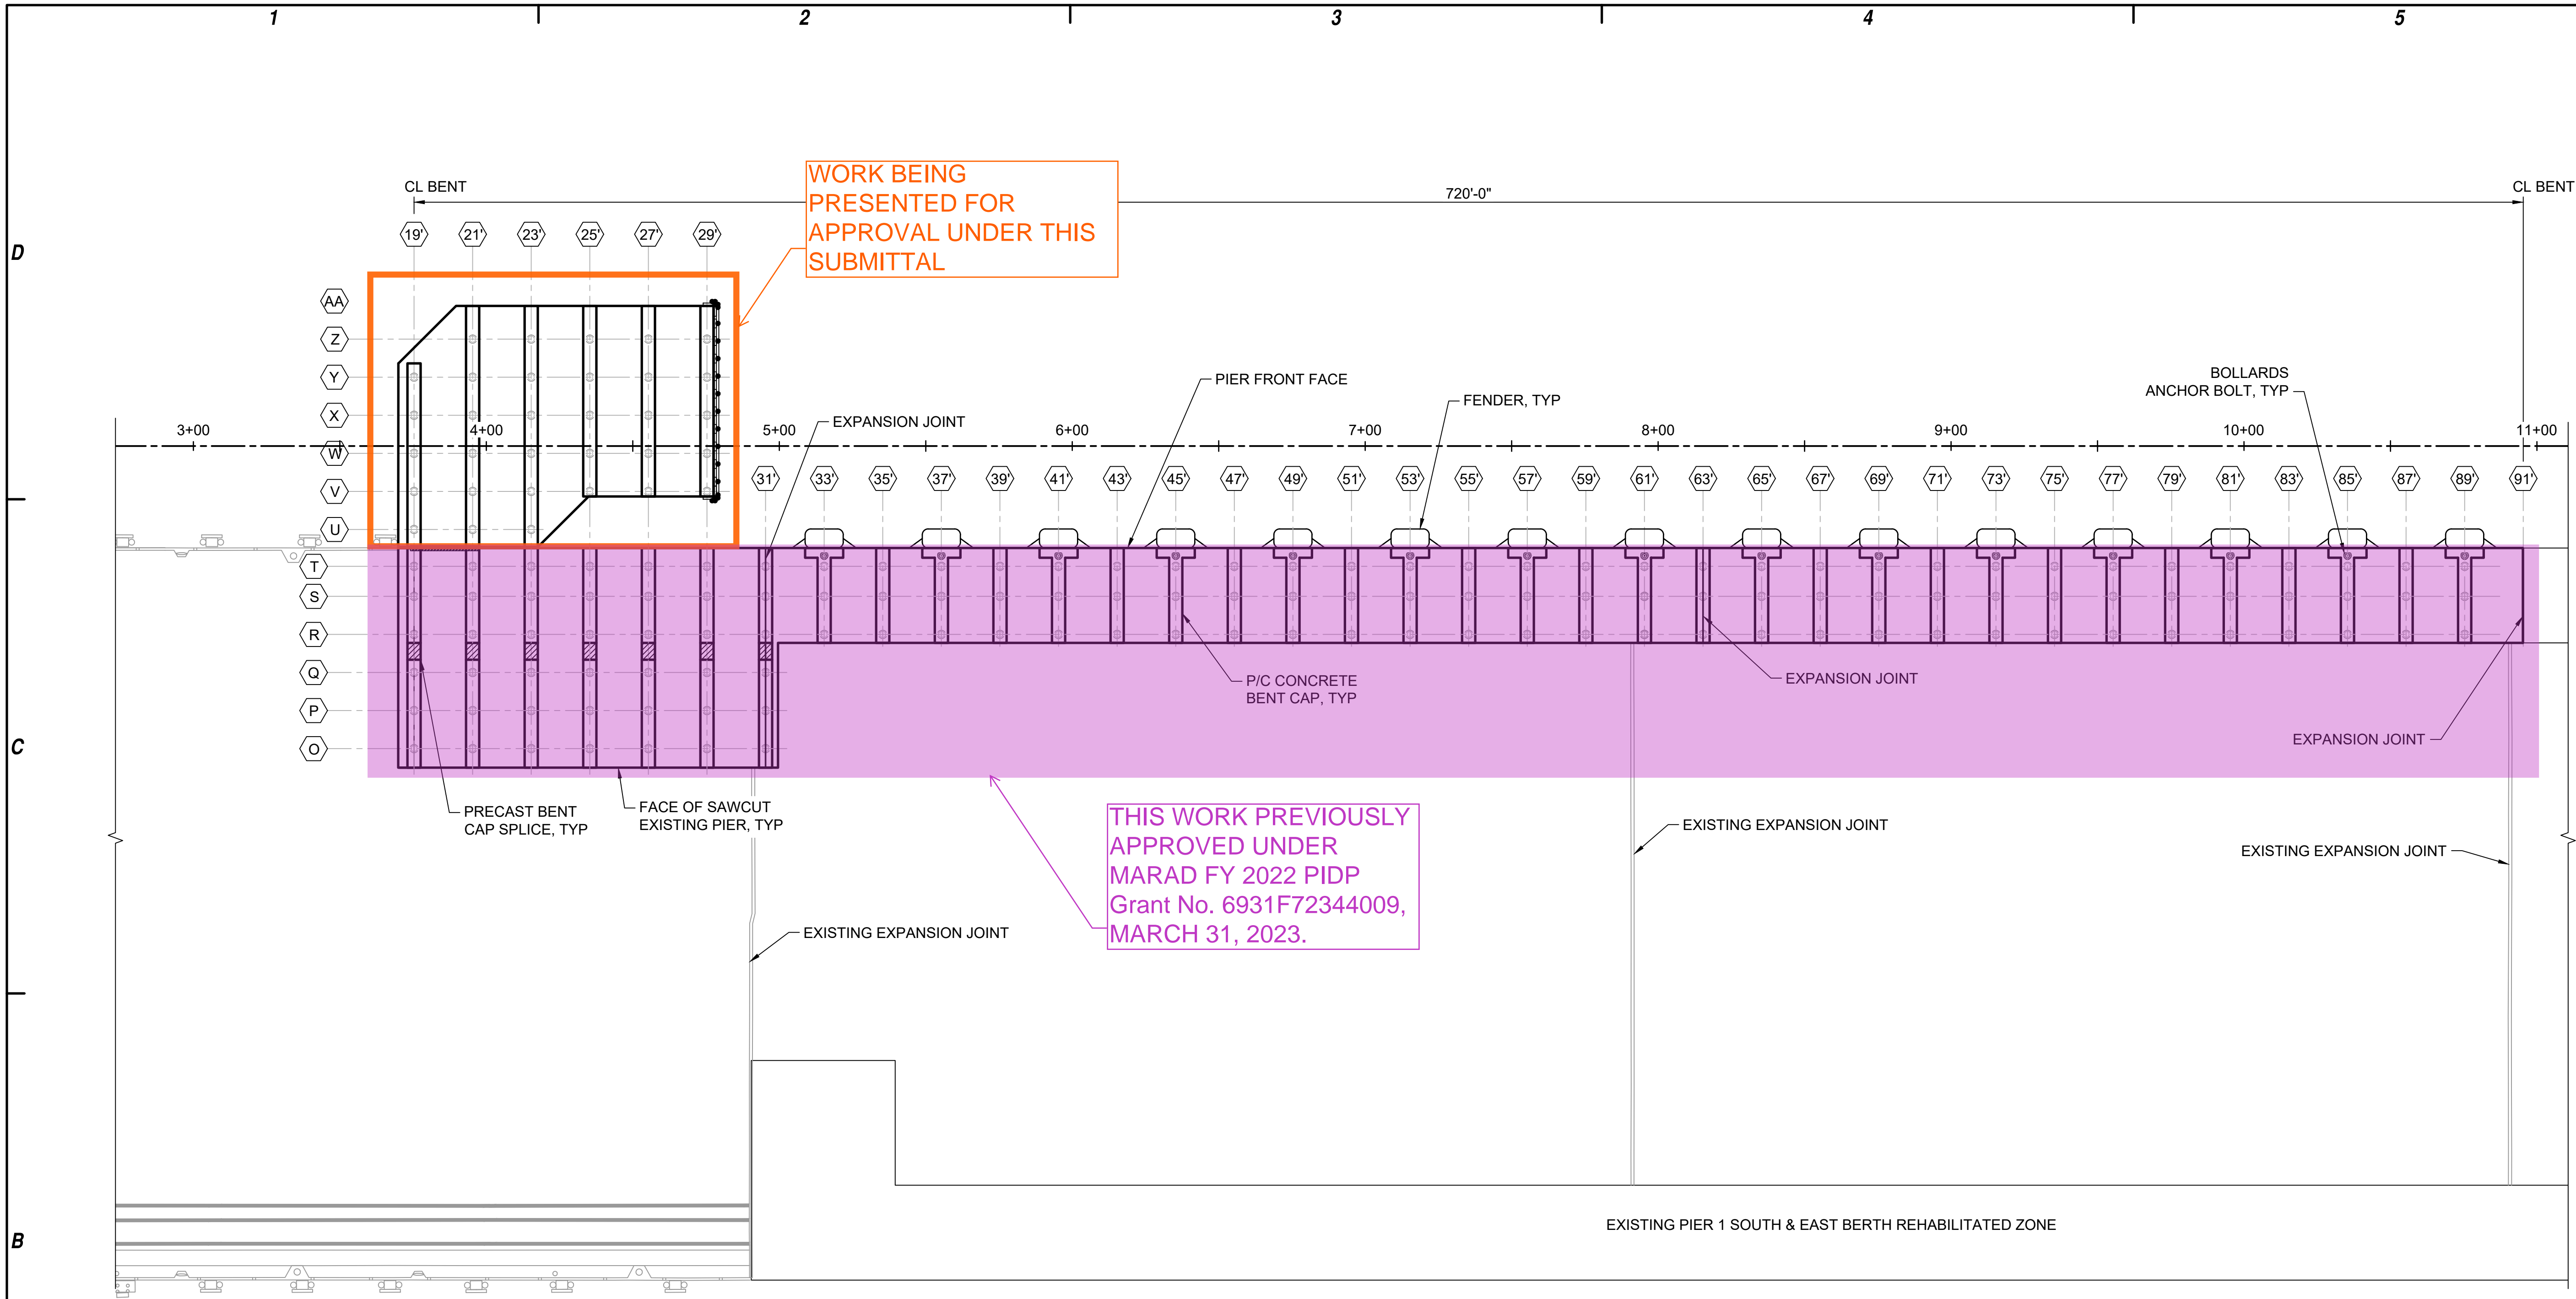 1 2 3 4 5
WORK BEING
PRESENTED FOR
APPROVAL UNDER THIS
SUBMITTAL
CL BENT
720'-0"
CL BENT
D
19' 21' 23' 25' 27' 29'
AA
Z
Y
X
W
V
U
PIER FRONT FACE
FENDER, TYP
BOLLARDS
ANCHOR BOLT, TYP
3+00 4+00 5+00 6+00 7+00 8+00 9+00 10+00 11+00
EXPANSION JOINT
31' 33' 35' 37' 39' 41' 43' 45' 47' 49' 51' 53' 55' 57' 59' 61' 63' 65' 67' 69' 71' 73' 75' 77' 79' 81' 83' 85' 87' 89' 91'
T
S
R
Q
P
O
P/C CONCRETE
BENT CAP, TYP
EXPANSION JOINT
EXPANSION JOINT
C
PRECAST BENT
CAP SPLICE, TYP
FACE OF SAWCUT
EXISTING PIER, TYP
THIS WORK PREVIOUSLY
APPROVED UNDER
MARAD FY 2022 PIDP
Grant No. 6931F72344009,
MARCH 31, 2023.
EXISTING EXPANSION JOINT
EXISTING EXPANSION JOINT
EXISTING EXPANSION JOINT
B
EXISTING PIER 1 SOUTH & EAST BERTH REHABILITATED ZONE